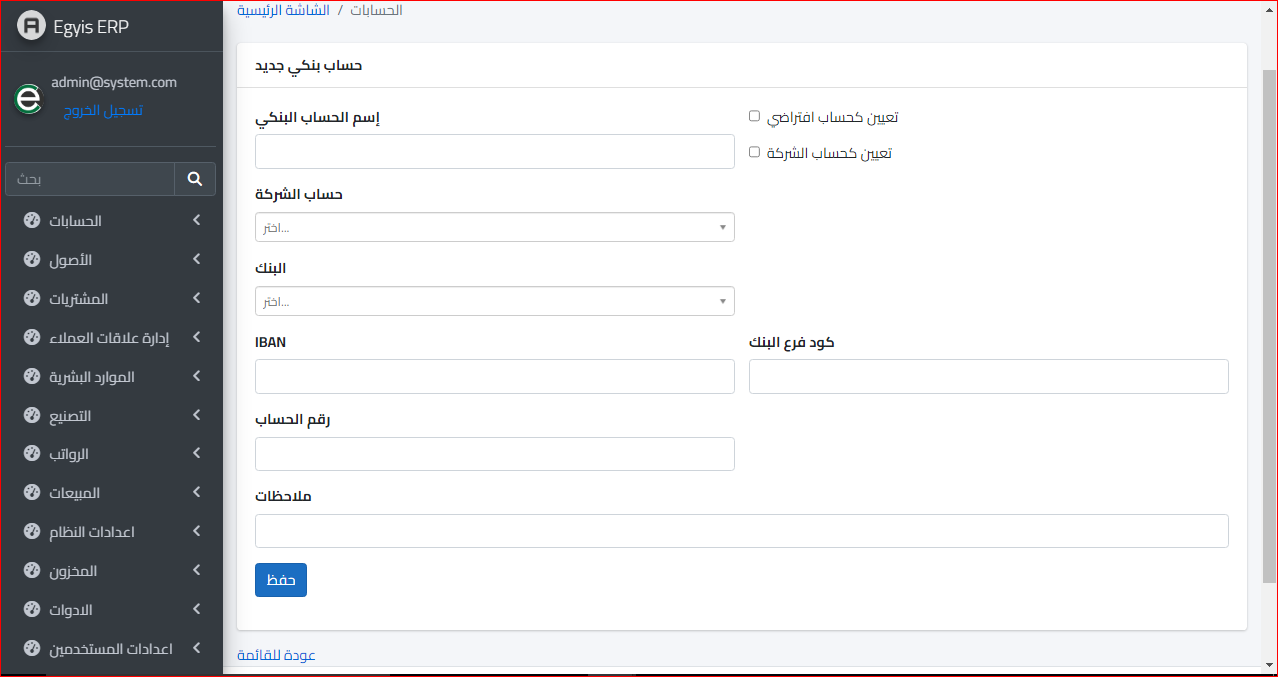 Egyis ERP
admin@system.com
تسجيل الخروج
بحث
الحسابات
الأصول
المشتريات
إدارة علاقات العملاء
الموارد البشرية
التصنيع
الرواتب
المبيعات
اعدادات النظام
المخزون
الادوات
اعدادات المستخدمين
الشاشة الرئيسية / الحسابات
حساب بنكي جديد
إسم الحساب البنكي
تعيين كحساب افتراضي
تعيين كحساب الشركة
حساب الشركة
اختر...
البنك
اختر...
IBAN
كود فرع البنك
رقم الحساب
ملاحظات
حفظ
عودة للقائمة